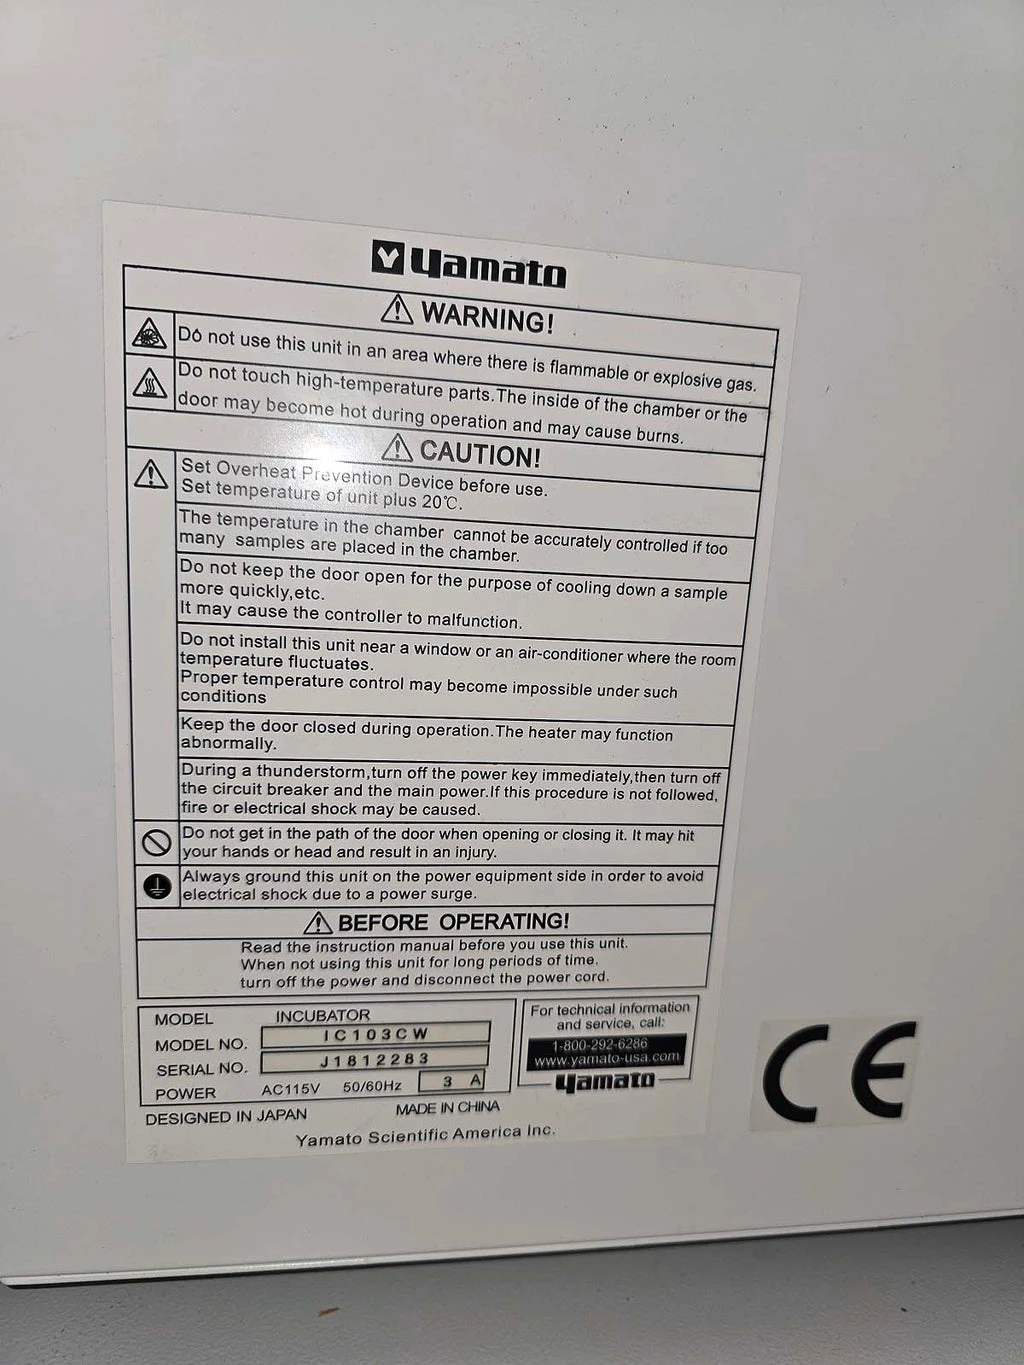 Yamato
WARNING!
Do not use this unit in an area where there is flammable or explosive gas.
Do not touch high-temperature parts.The inside of the chamber or the
door may become hot during operation and may cause burns.
CAUTION!
Set Overheat Prevention Device before use.
Set temperature of unit plus 20℃.
The temperature in the chamber cannot be accurately controlled if too
many samples are placed in the chamber.
Do not keep the door open for the purpose of cooling down a sample
more quickly,etc.
It may cause the controller to malfunction.
Do not install this unit near a window or an air-conditioner where the room
temperature fluctuates.
Proper temperature control may become impossible under such
conditions
Keep the door closed during operation.The heater may function
abnormally.
During a thunderstorm,turn off the power key immediately,then turn off
the circuit breaker and the main power.If this procedure is not followed,
fire or electrical shock may be caused.
Do not get in the path of the door when opening or closing it. It may hit
your hands or head and result in an injury.
Always ground this unit on the power equipment side in order to avoid
electrical shock due to a power surge.
BEFORE OPERATING!
Read the instruction manual before you use this unit.
When not using this unit for long periods of time.
turn off the power and disconnect the power cord.
MODEL INCUBATOR
MODEL NO. IC103CW
SERIAL NO. J1812283
POWER AC115V 50/60Hz 3 A
For technical information
and service, call:
1-800-292-6286
www.yamato-usa.com
Yamato
DESIGNED IN JAPAN MADE IN CHINA
Yamato Scientific America Inc.
CE